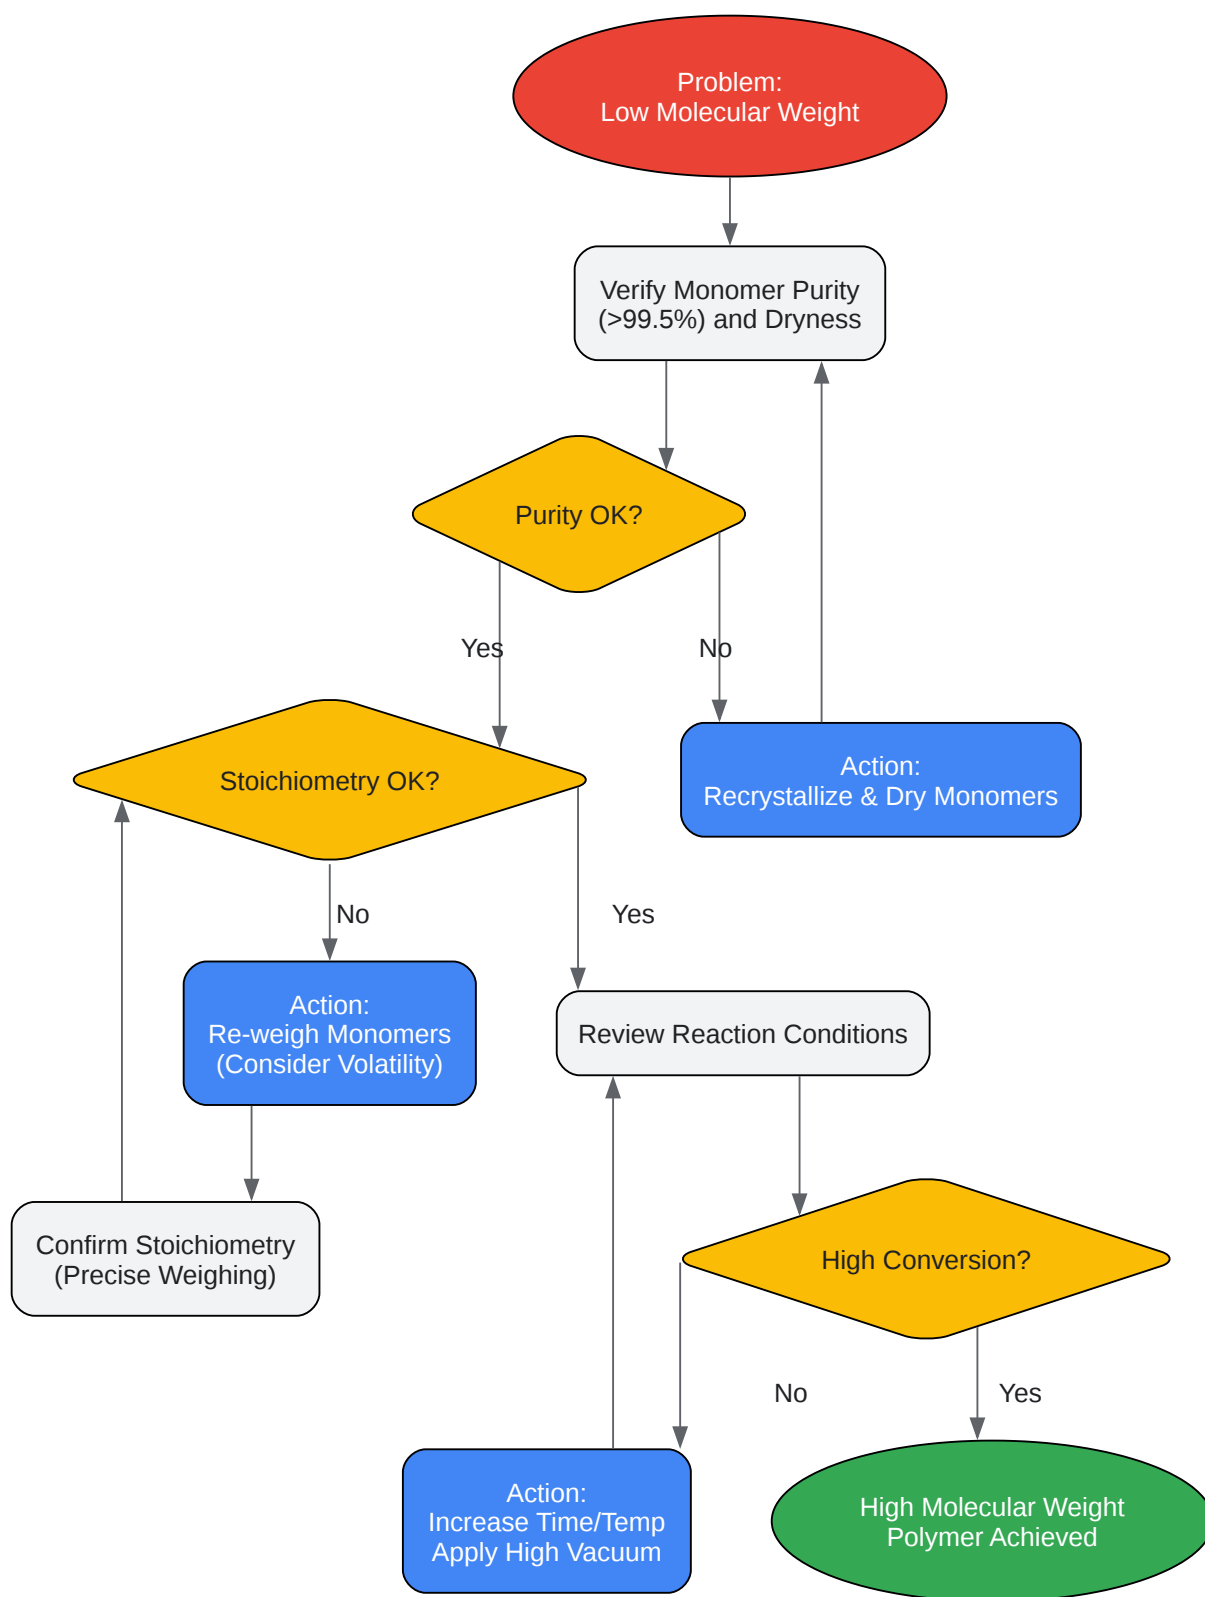 Problem:
Low Molecular Weight
Verify Monomer Purity
(>99.5%) and Dryness
Purity OK?
Yes
No
Stoichiometry OK?
Action:
Recrystallize & Dry Monomers
No
Yes
Action:
Re-weigh Monomers
(Consider Volatility)
Review Reaction Conditions
Confirm Stoichiometry
(Precise Weighing)
High Conversion?
No
Yes
Action:
Increase Time/Temp
Apply High Vacuum
High Molecular Weight
Polymer Achieved